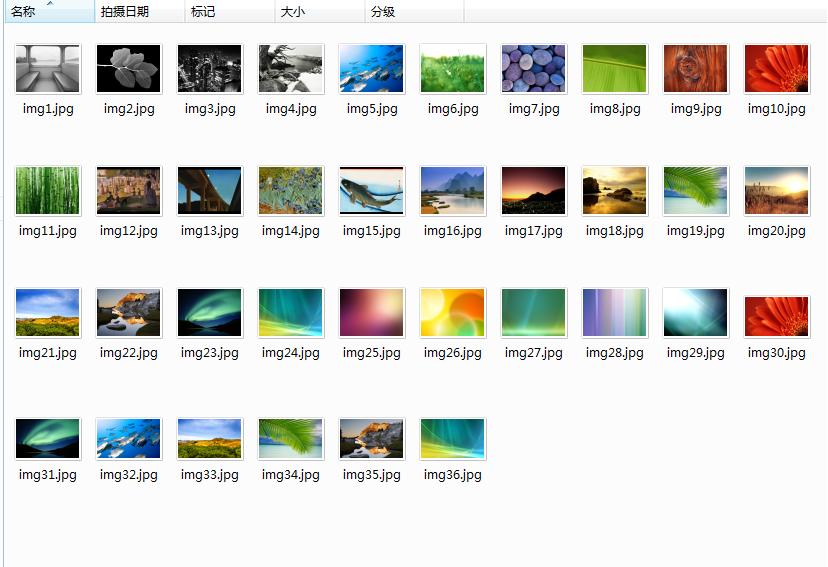 名称 拍摄日期 标记 大小 分级
img1.jpg img2.jpg img3.jpg img4.jpg img5.jpg img6.jpg img7.jpg img8.jpg img9.jpg img10.jpg
img11.jpg img12.jpg img13.jpg img14.jpg img15.jpg img16.jpg img17.jpg img18.jpg img19.jpg img20.jpg
img21.jpg img22.jpg img23.jpg img24.jpg img25.jpg img26.jpg img27.jpg img28.jpg img29.jpg img30.jpg
img31.jpg img32.jpg img33.jpg img34.jpg img35.jpg img36.jpg